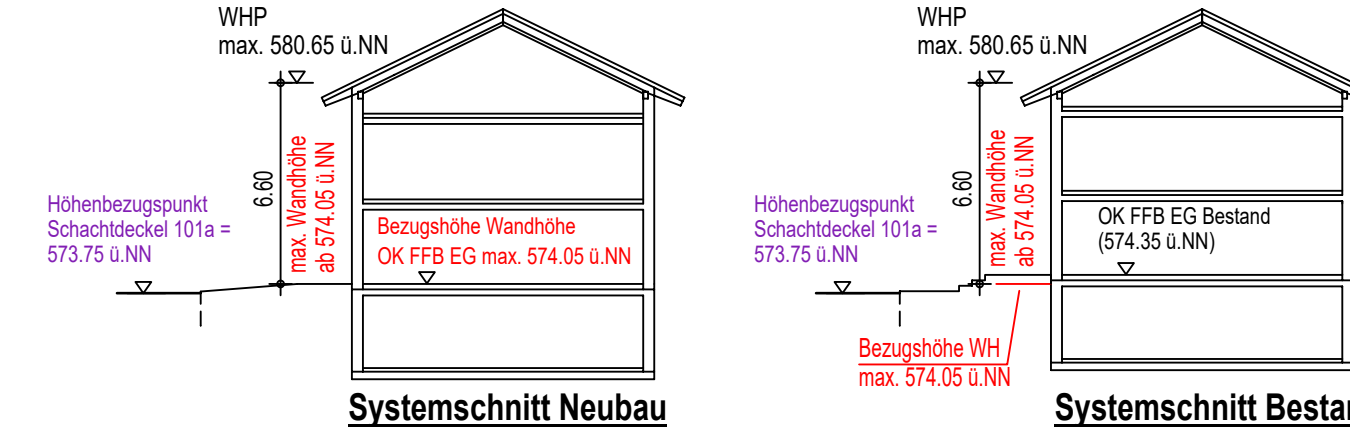 WHP
max. 580.65 ü.NN
6.60
max. Wandhöhe
ab 574.05 ü.NN
Höhenbezugspunkt
Schachtdeckel 101a =
573.75 ü.NN
Bezugshöhe Wandhöhe
OK FFB EG max. 574.05 ü.NN
Systemschnitt Neubau
WHP
max. 580.65 ü.NN
6.60
max. Wandhöhe
ab 574.05 ü.NN
Höhenbezugspunkt
Schachtdeckel 101a =
573.75 ü.NN
OK FFB EG Bestand
(574.35 ü.NN)
Bezugshöhe WH
max. 574.05 ü.NN
Systemschnitt Bestan